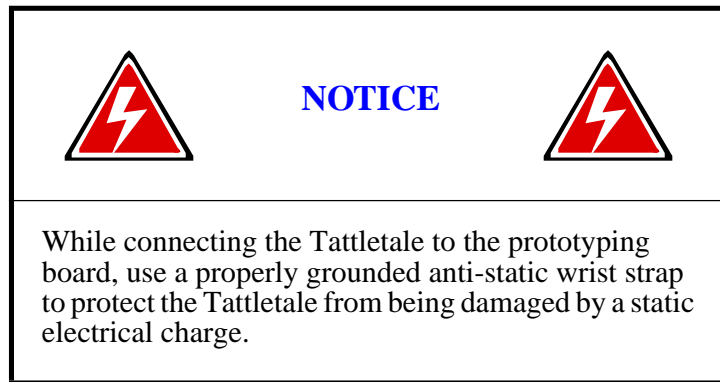 NOTICE
While connecting the Tattletale to the prototyping
board, use a properly grounded anti-static wrist strap
to protect the Tattletale from being damaged by a static
electrical charge.